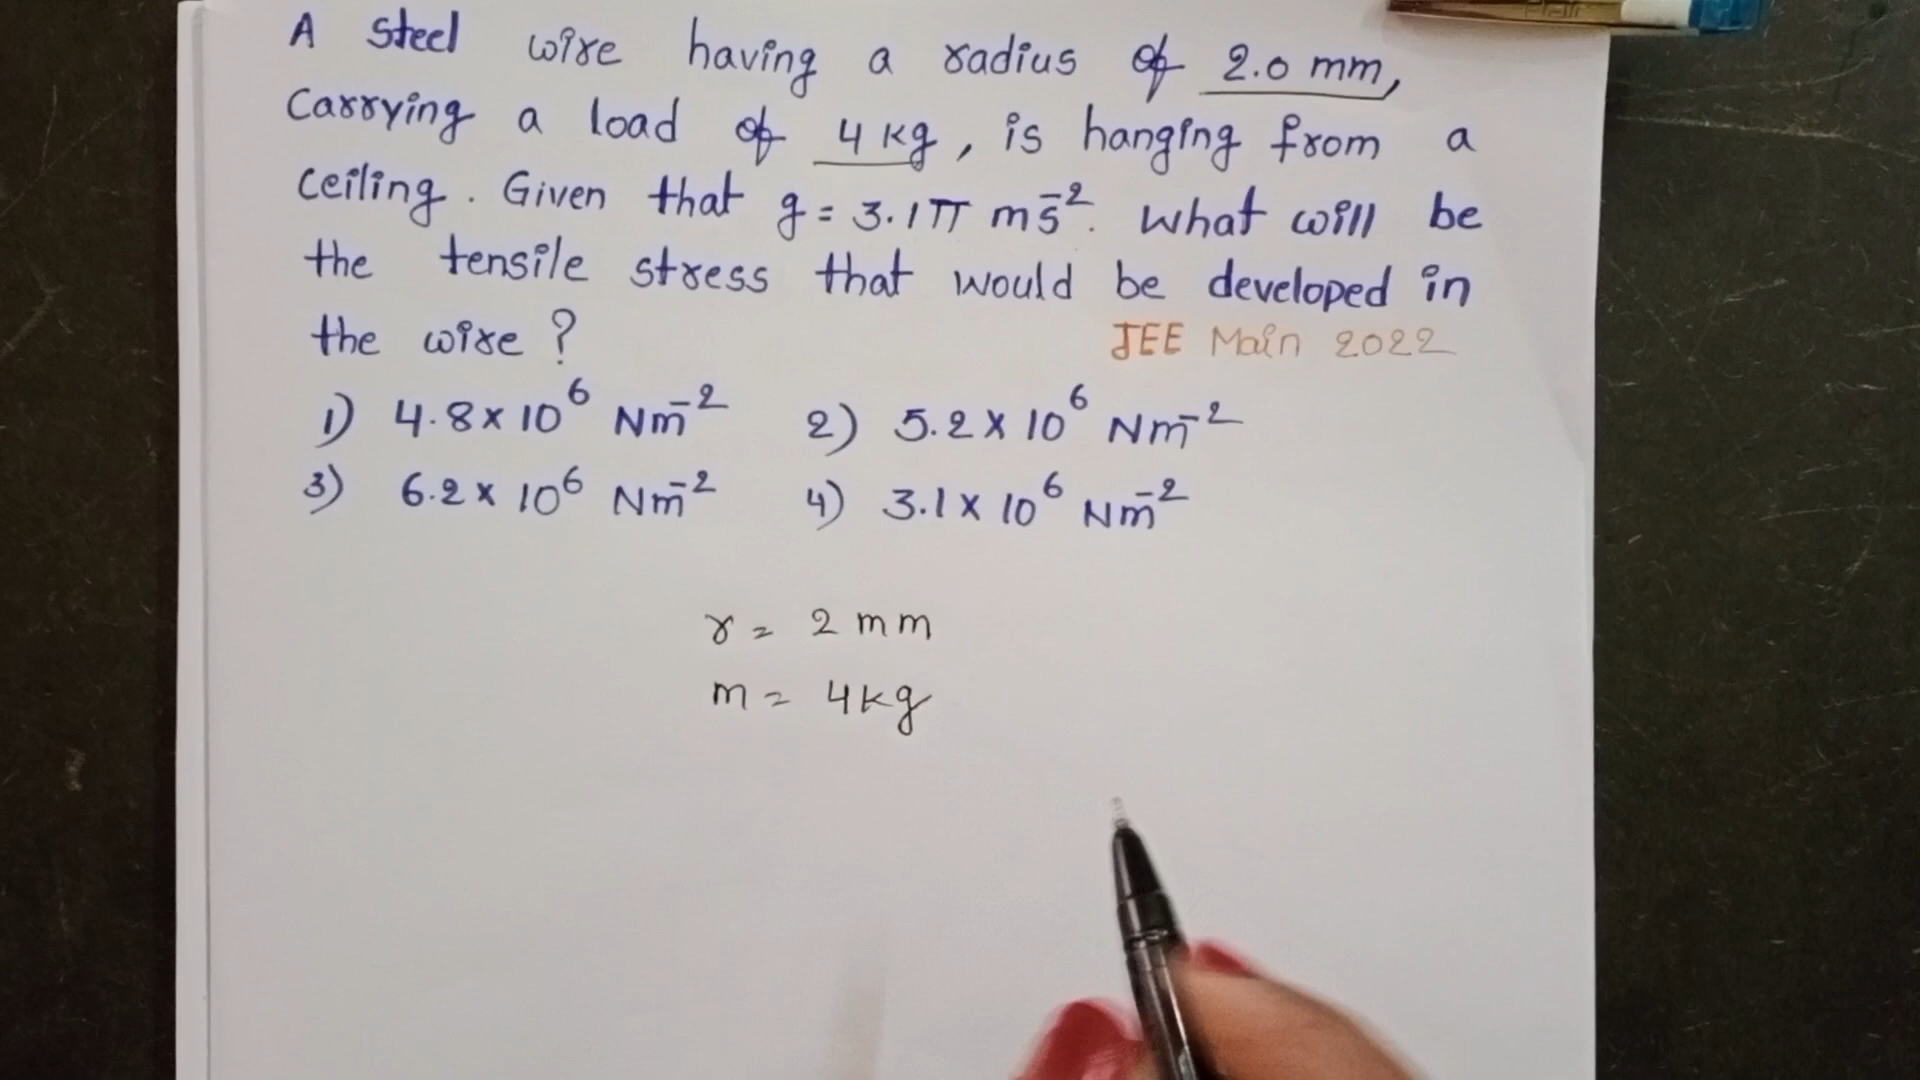 A steel wire having a radius of 2.0 mm,
Carrying a load of 4 kg, is hanging from a
ceiling. Given that g = 3.1π ms⁻². What will be
the tensile stress that would be developed in
the wire?
JEE Main 2022
1) 4.8 x 10⁶ Nm⁻² 2) 5.2 x 10⁶ Nm⁻²
3) 6.2 x 10⁶ Nm⁻² 4) 3.1 x 10⁶ Nm⁻²
r = 2 mm
m = 4 kg